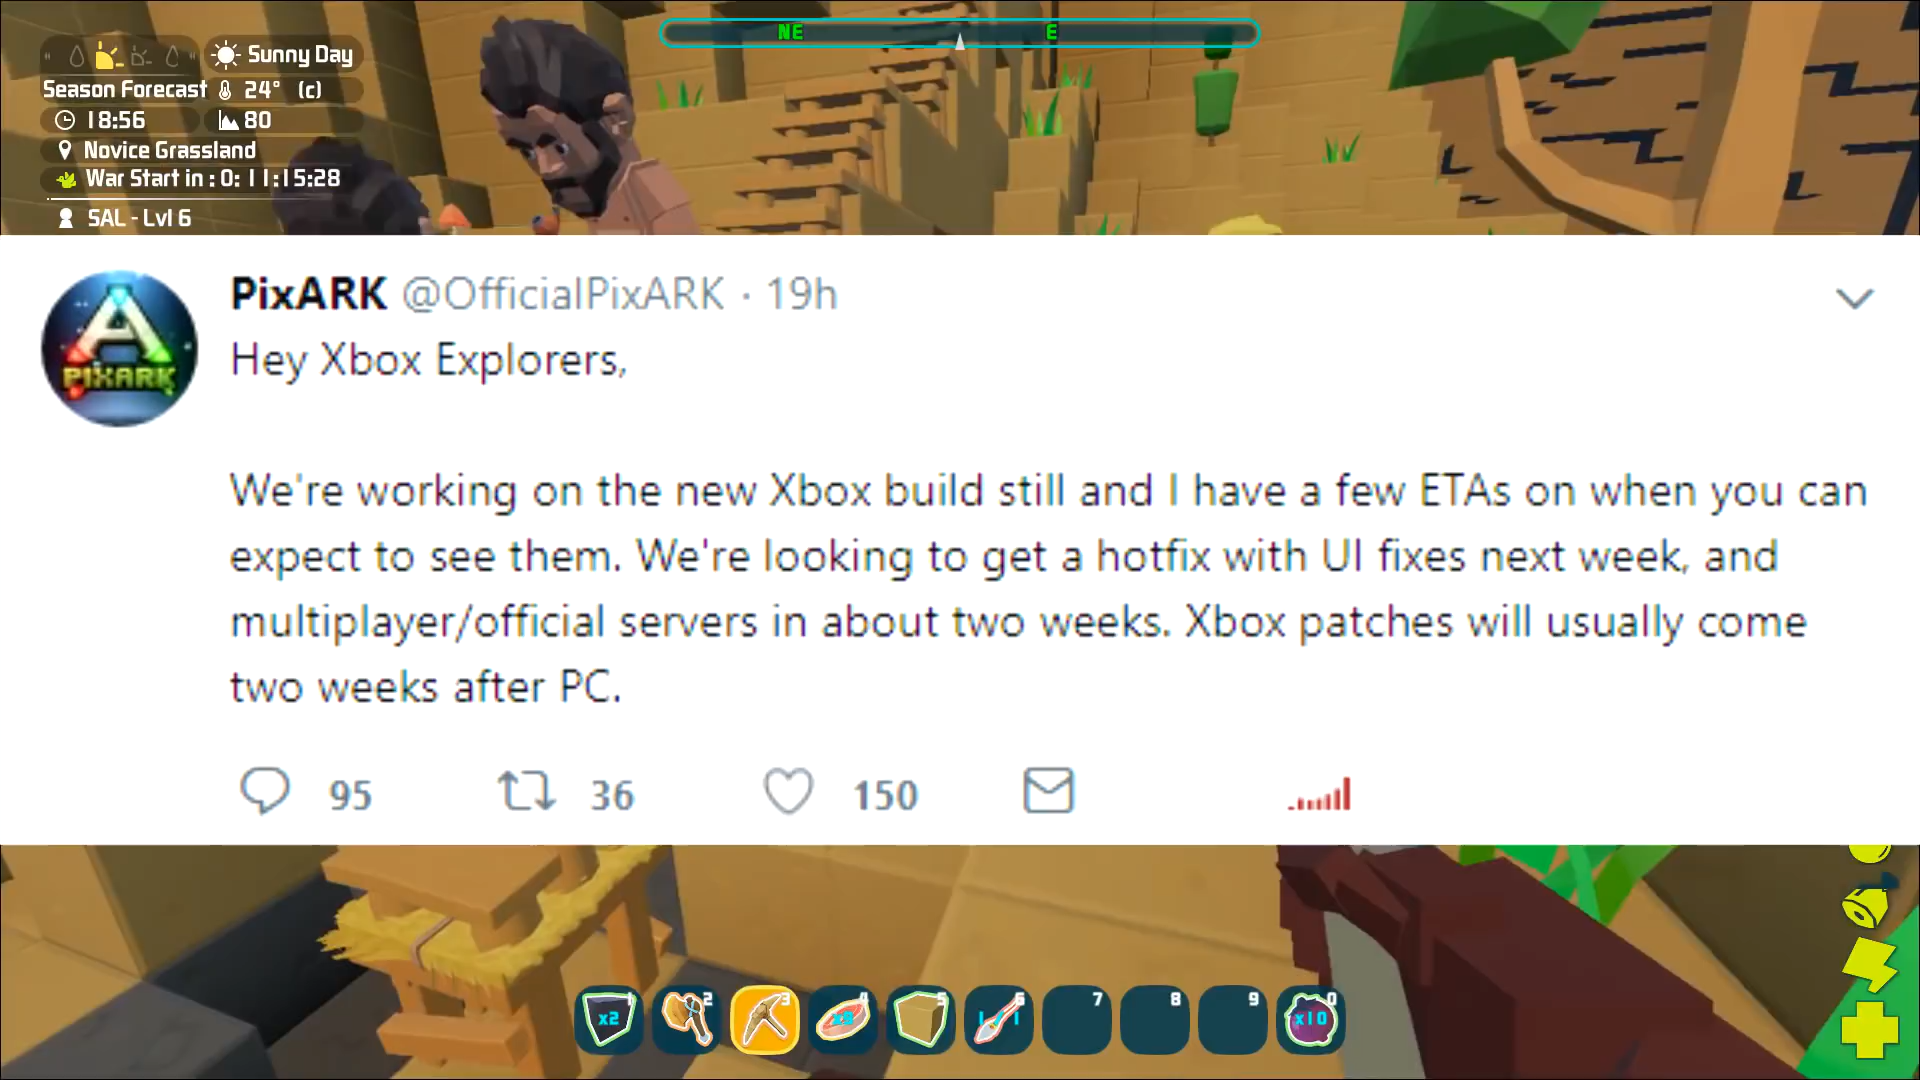 NE E
Sunny Day
Season Forecast 24° (c)
18:56 80
Novice Grassland
War Start in : 0: 11:15:28
SAL - Lvl 6
PixARK @OfficialPixARK · 19h
PIXARK
Hey Xbox Explorers,
We're working on the new Xbox build still and I have a few ETAs on when you can
expect to see them. We're looking to get a hotfix with UI fixes next week, and
multiplayer/official servers in about two weeks. Xbox patches will usually come
two weeks after PC.
95 36 150
1 2 3 4 5 6 7 8 9 0
x2 x8 1 / 1 x10